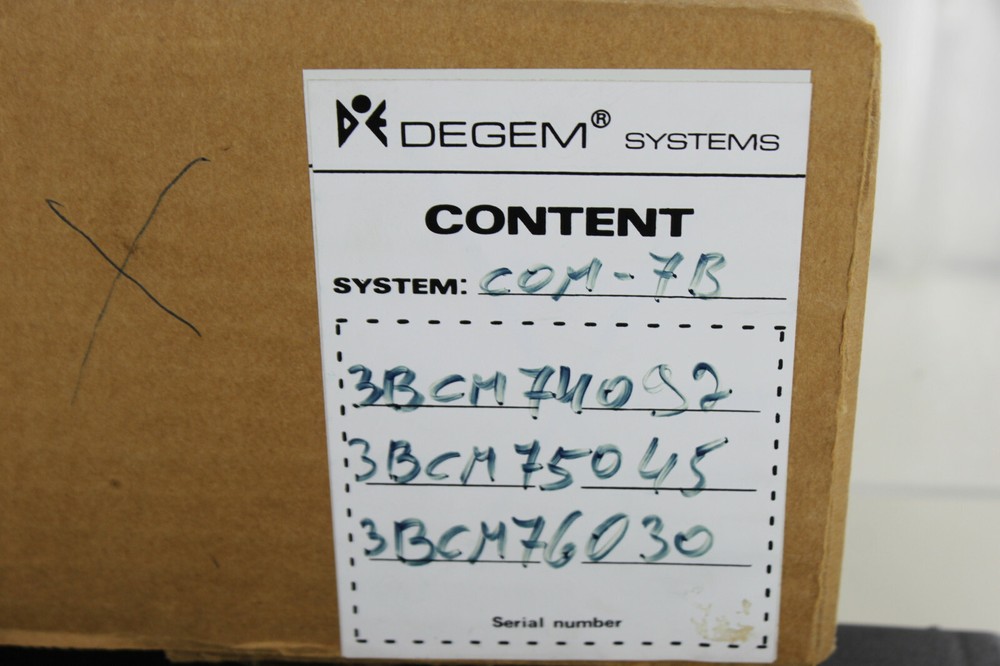 DEGEM® SYSTEMS
CONTENT
SYSTEM: COM-7B
3BCM74092
3BCM75045
3BCM76030
Serial number